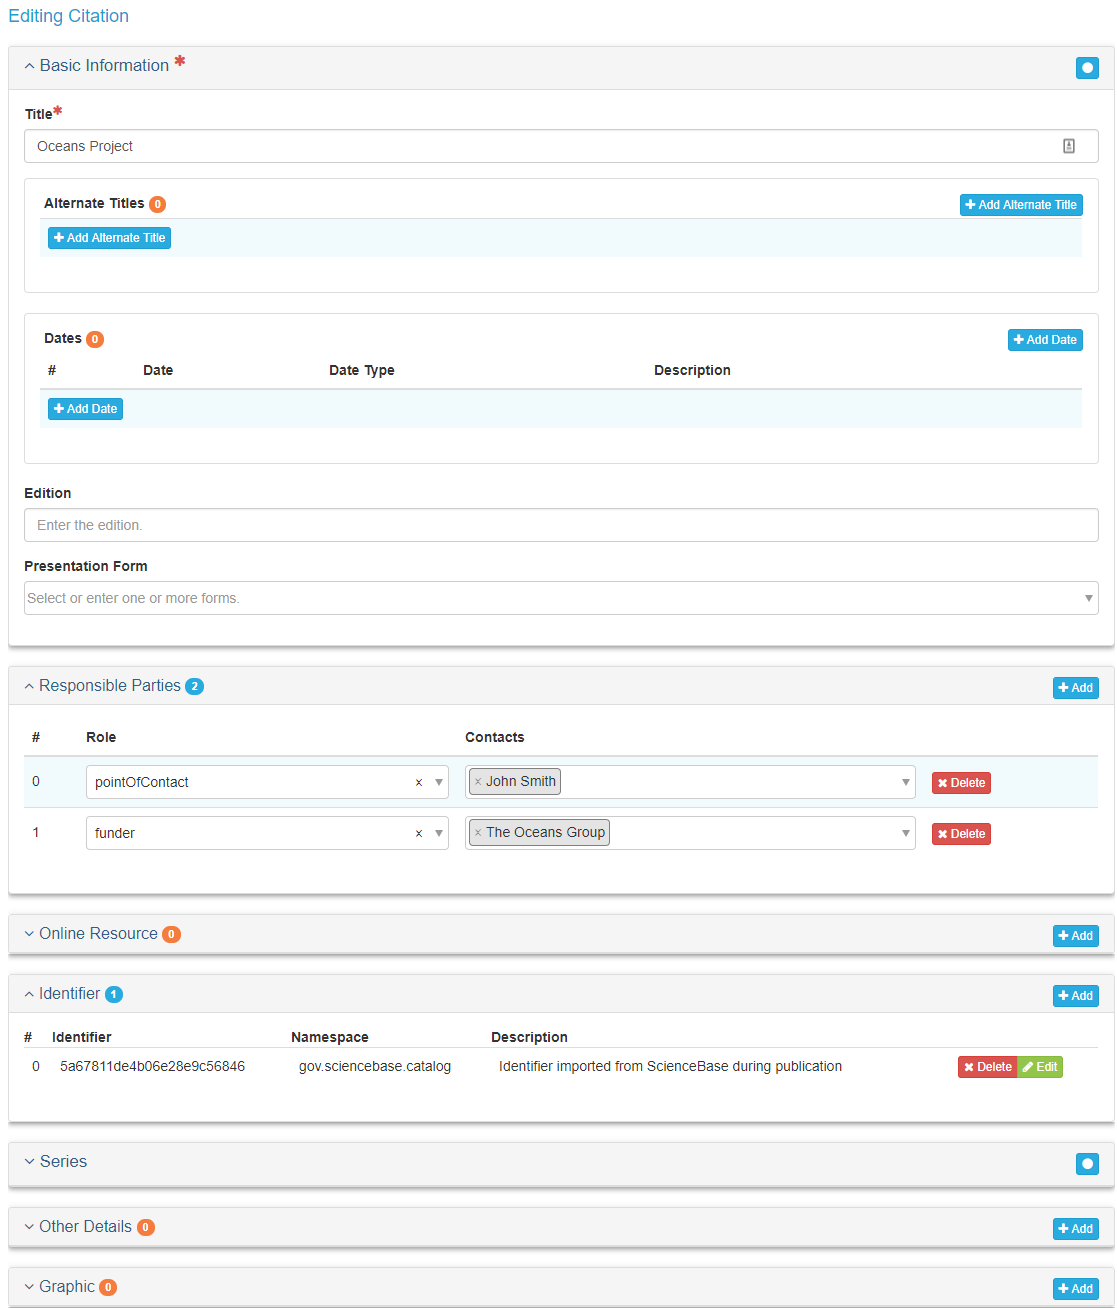 Editing Citation
Basic Information *
Title*
Oceans Project
Alternate Titles 0
Add Alternate Title
Add Alternate Title
Dates 0
Add Date
# Date Date Type Description
Add Date
Edition
Enter the edition.
Presentation Form
Select or enter one or more forms.
Responsible Parties 2
Add
# Role Contacts
0 pointOfContact x × John Smith Delete
1 funder x × The Oceans Group Delete
Online Resource 0
Add
Identifier 1
Add
# Identifier Namespace Description
0 5a67811de4b06e28e9c56846 gov.sciencebase.catalog Identifier imported from ScienceBase during publication Delete Edit
Series
Other Details 0
Add
Graphic 0
Add